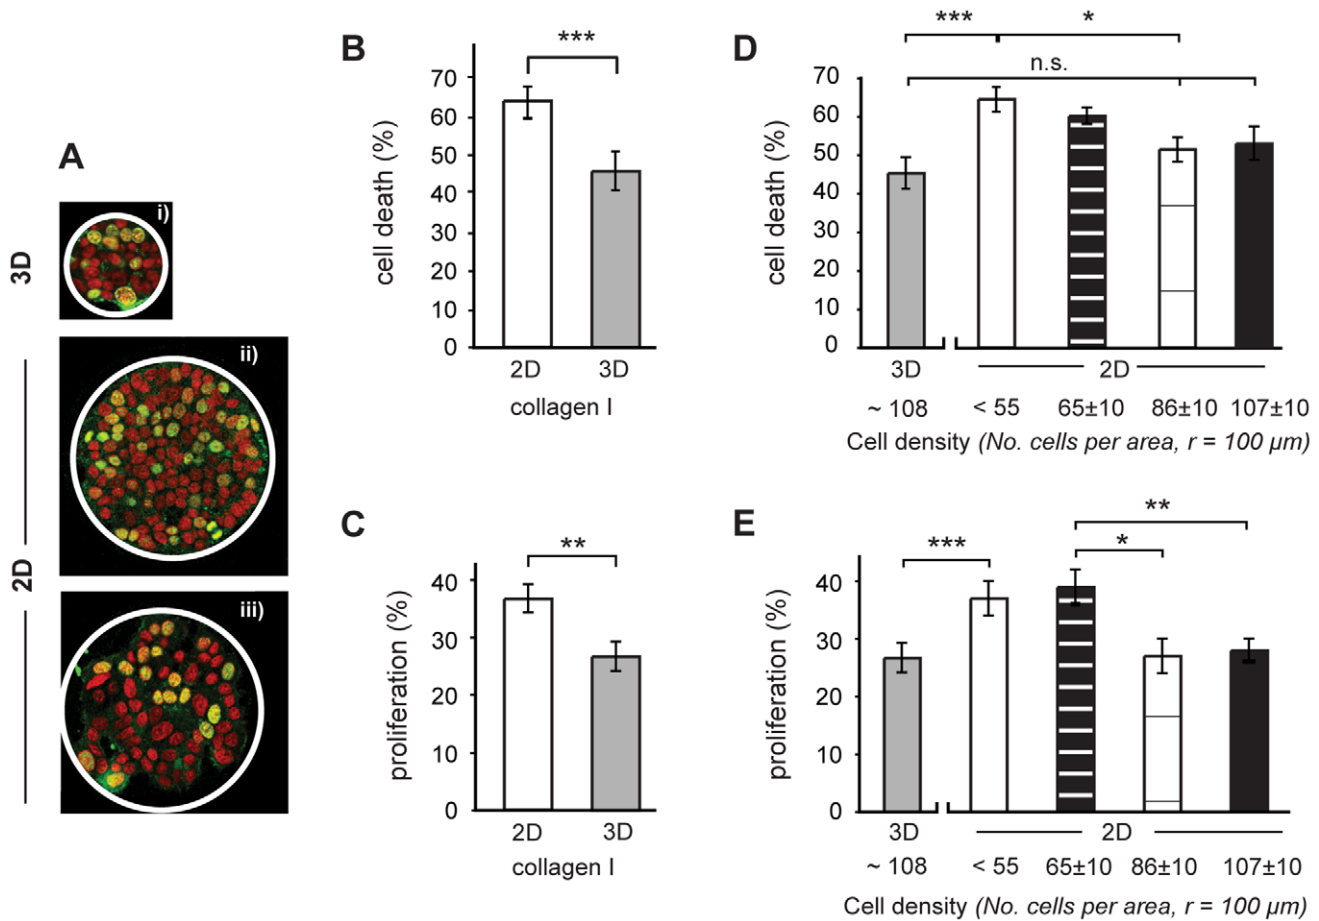 A
3D
i)
2D
ii)
iii)
B
***
cell death (%)
70
60
50
40
30
20
10
0
2D 3D
collagen I
C
**
proliferation (%)
40
30
20
10
0
2D 3D
collagen I
D
*** *
n.s.
cell death (%)
70
60
50
40
30
20
10
0
3D 2D
~ 108 < 55 65±10 86±10 107±10
Cell density (No. cells per area, r = 100 µm)
E
**
*** *
proliferation (%)
40
30
20
10
0
3D 2D
~ 108 < 55 65±10 86±10 107±10
Cell density (No. cells per area, r = 100 µm)